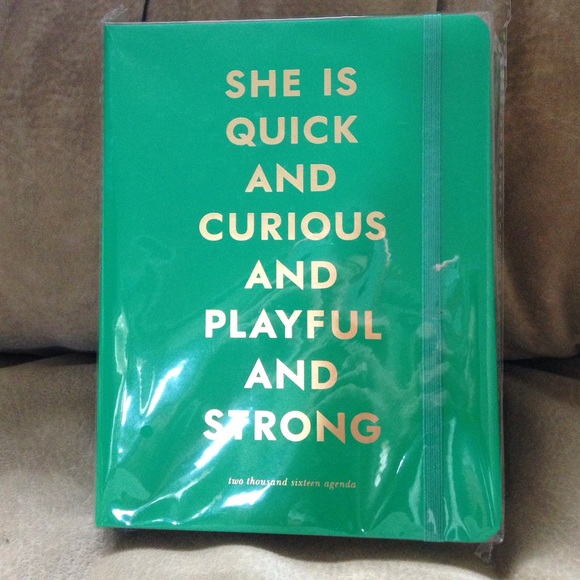 SHE IS
QUICK
AND
CURIOUS
AND
PLAYFUL
AND
STRONG
two thousand sixteen agenda